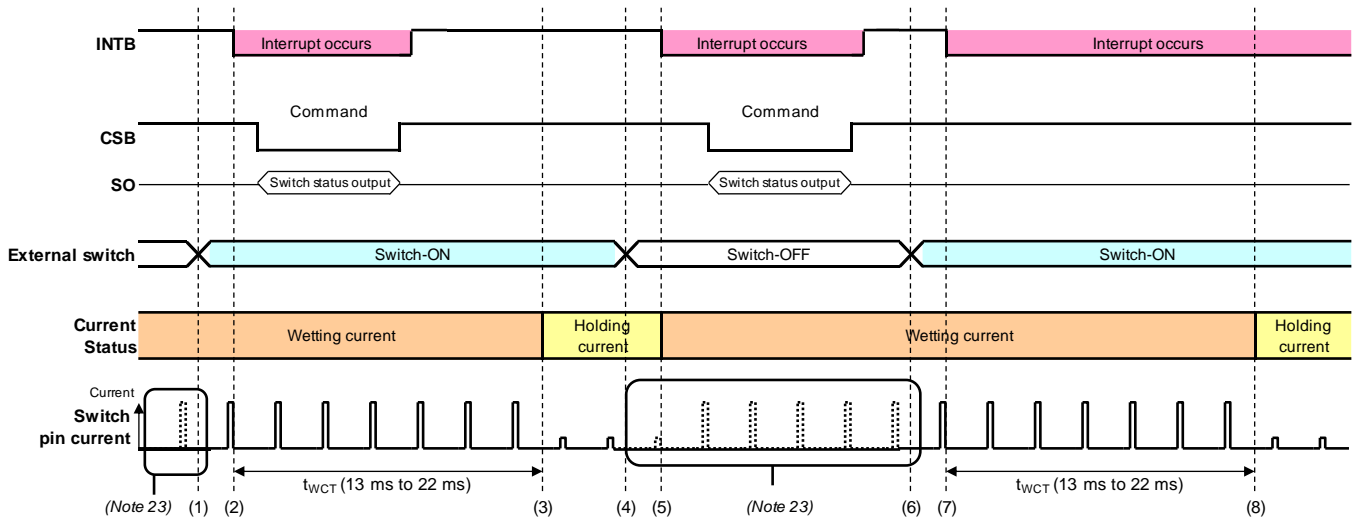 INTB
Interrupt occurs
Interrupt occurs
Interrupt occurs
Command
Command
CSB
SO
Switch status output
Switch status output
External switch
Switch-ON
Switch-OFF
Switch-ON
Current
Status
Wetting current
Holding
current
Wetting current
Holding
current
Current
Switch
pin current
tWCT (13 ms to 22 ms)
tWCT (13 ms to 22 ms)
(Note 23) (1) (2) (3) (4) (5) (Note 23) (6) (7) (8)